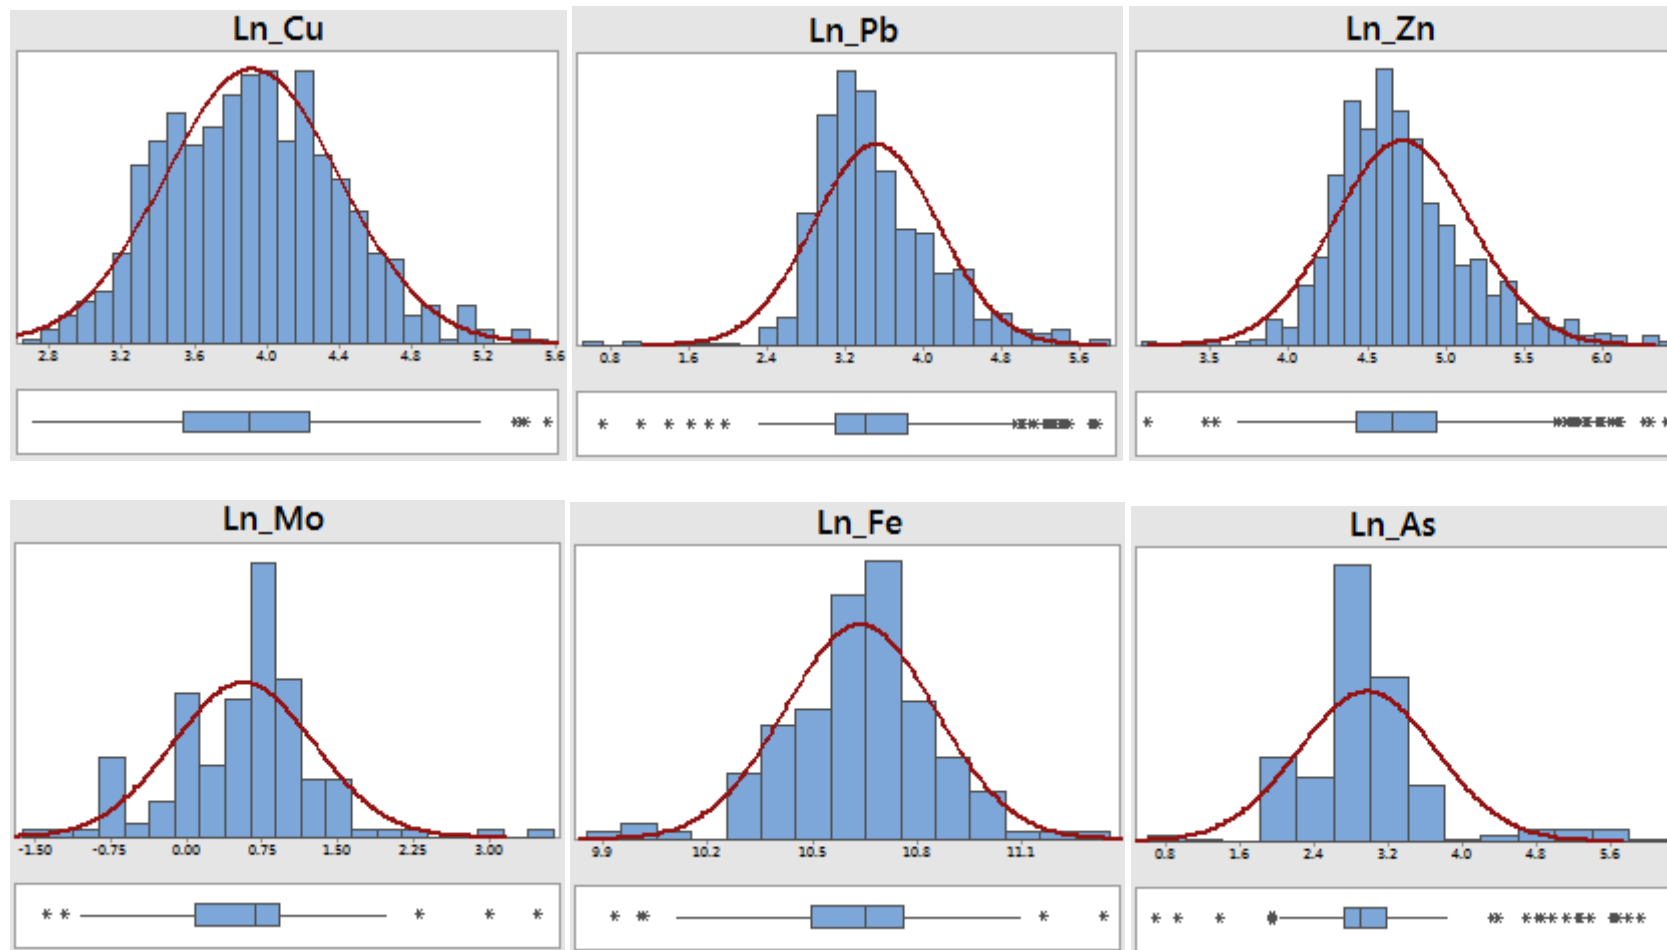 Ln_Cu
2.8 3.2 3.6 4.0 4.4 4.8 5.2 5.6
Ln_Pb
0.8 1.6 2.4 3.2 4.0 4.8 5.6
Ln_Zn
3.5 4.0 4.5 5.0 5.5 6.0
Ln_Mo
-1.50 -0.75 0.00 0.75 1.50 2.25 3.00
Ln_Fe
9.9 10.2 10.5 10.8 11.1
Ln_As
0.8 1.6 2.4 3.2 4.0 4.8 5.6